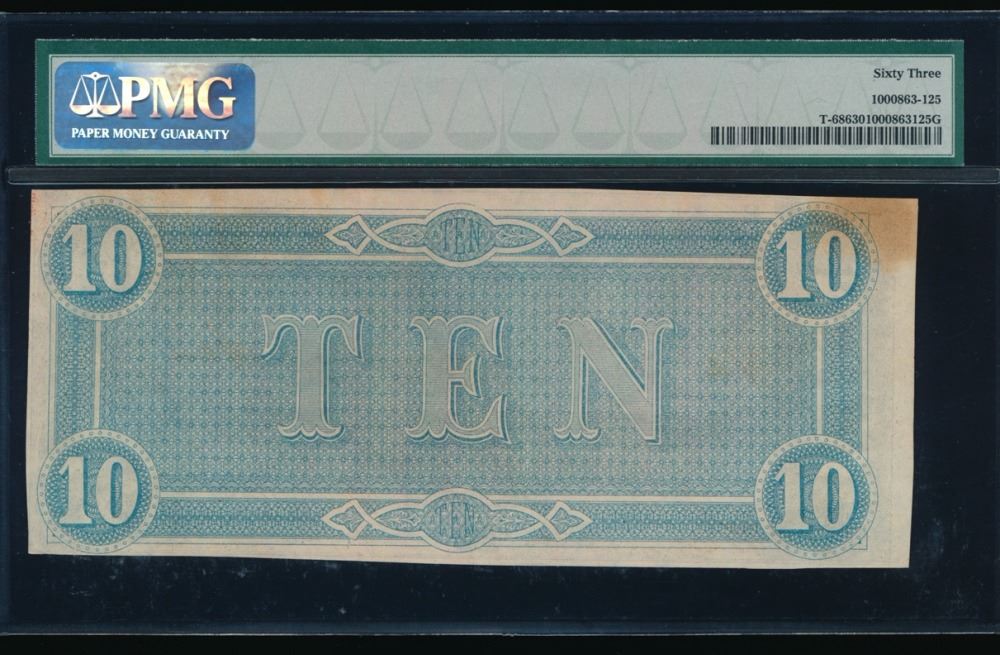 PMG
PAPER MONEY GUARANTY
Sixty Three
1000863-125
T-686301000863125G
10 TEN 10
TEN
10 TEN 10